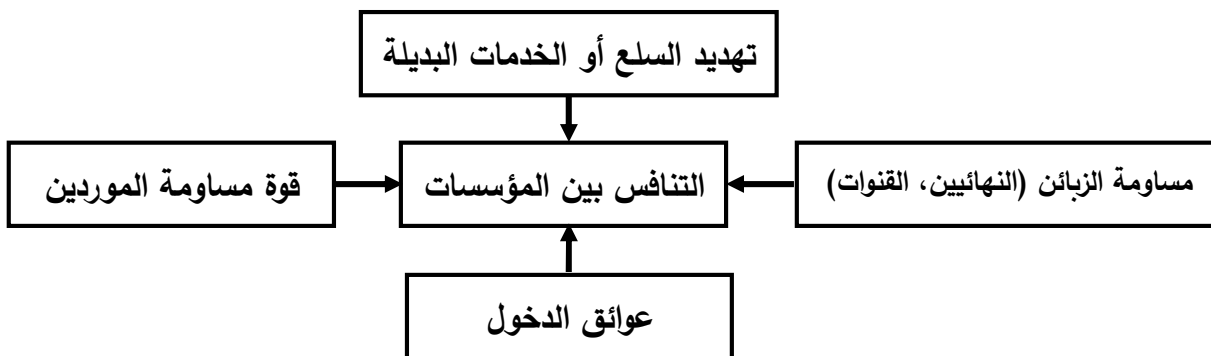 تهديد السلع أو الخدمات البديلة
مساومة الزبائن (النهائيين، القنوات)
التنافس بين المؤسسات
قوة مساومة الموردين
عوائق الدخول